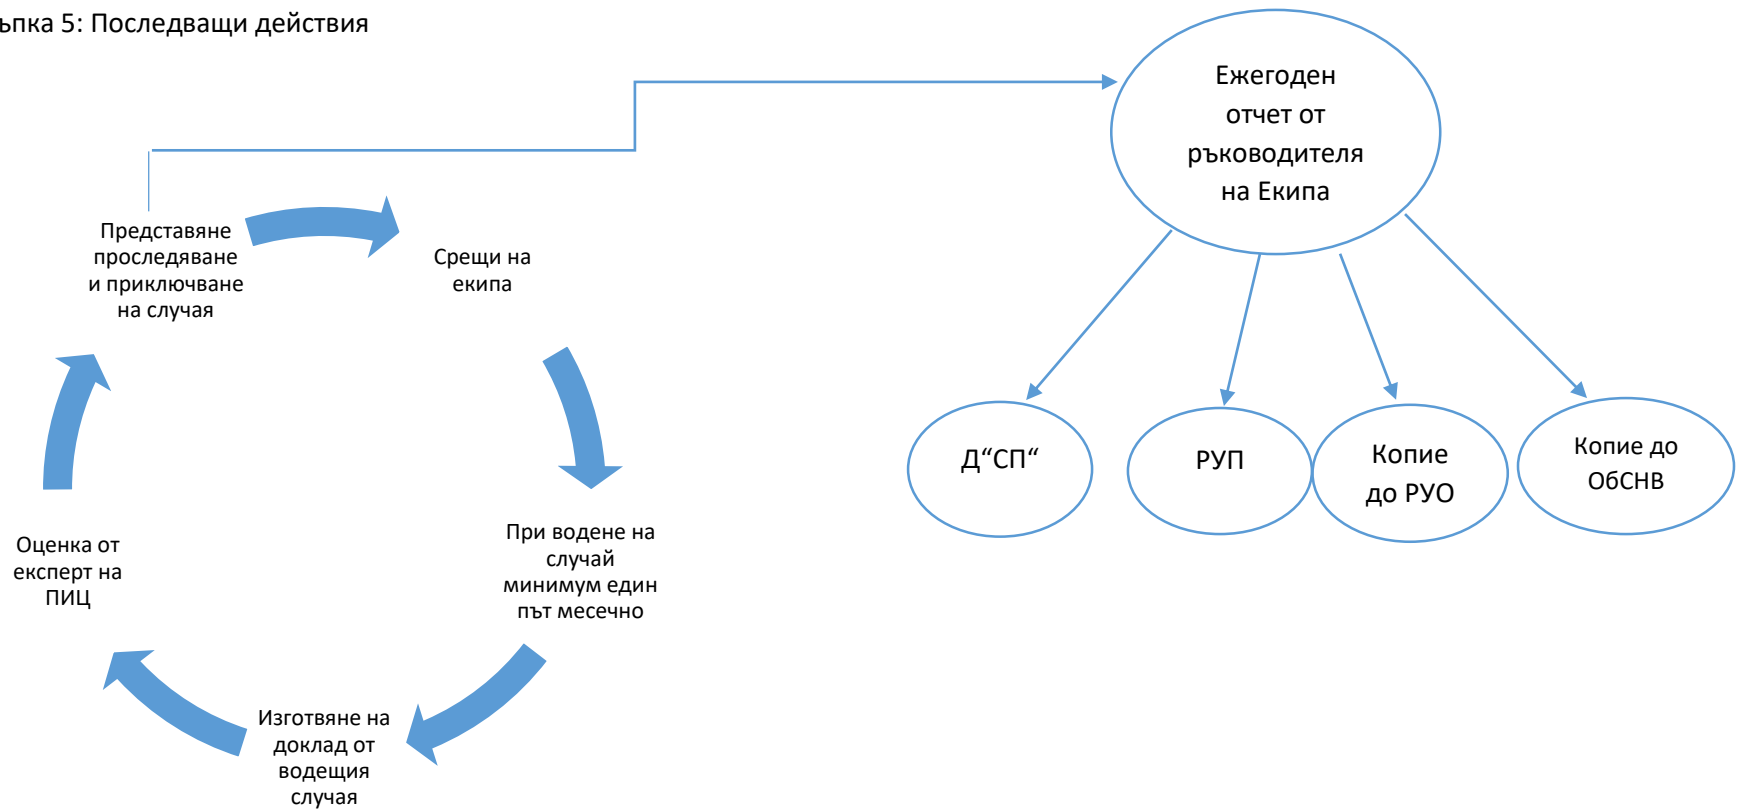 ъпка 5: Последващи действия
Ежегоден
отчет от
ръководителя
на Екипа
Представяне
проследяване
и приключване
на случая
Срещи на
екипа
При водене на
случай
минимум един
път месечно
Изготвяне на
доклад от
водещия
случая
Оценка от
експерт на
ПИЦ
Д“СП“
РУП
Копие
до РУО
Копие до
ОбСНВ